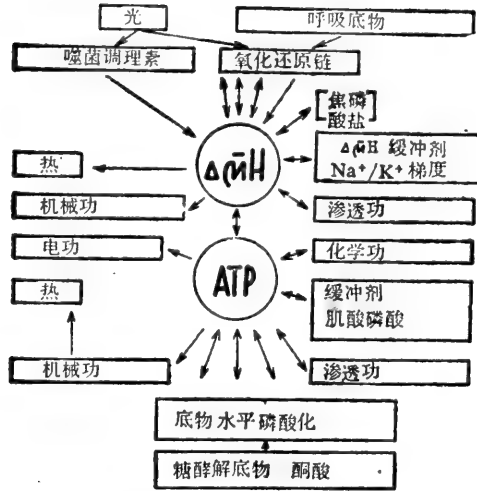 光
呼吸底物
噬菌调理素
氧化还原链
焦磷
酸盐
Δμ̄H
Δμ̄H 缓冲剂
Na⁺/K⁺ 梯度
热
机械功
渗透功
电功
化学功
ATP
热
缓冲剂
肌酸磷酸
机械功
渗透功
底物水平磷酸化
糖酵解底物 酮酸